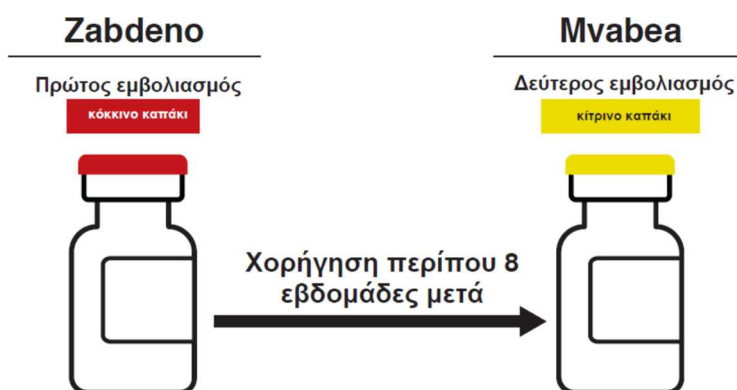 Zabdeno
Πρώτος εμβολιασμός
κόκκινο καπάκι
Χορήγηση περίπου 8
εβδομάδες μετά
Mvabea
Δεύτερος εμβολιασμός
κίτρινο καπάκι